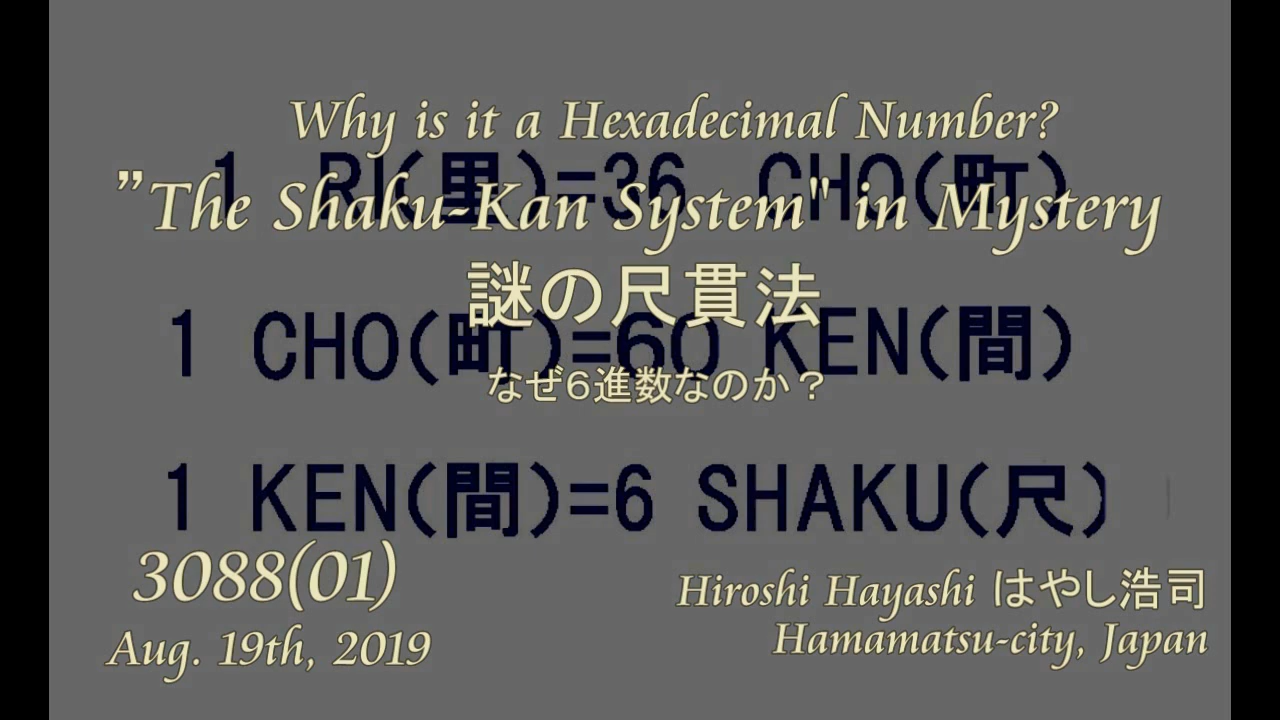 Why is it a Hexadecimal Number?
1 RI(里)=36 CHO(町)
”The Shaku-Kan System" in Mystery
謎の尺貫法
1 CHO(町)=60 KEN(間)
なぜ６進数なのか？
1 KEN(間)=6 SHAKU(尺)
3088(01)
Hiroshi Hayashi はやし浩司
Aug. 19th, 2019
Hamamatsu-city, Japan